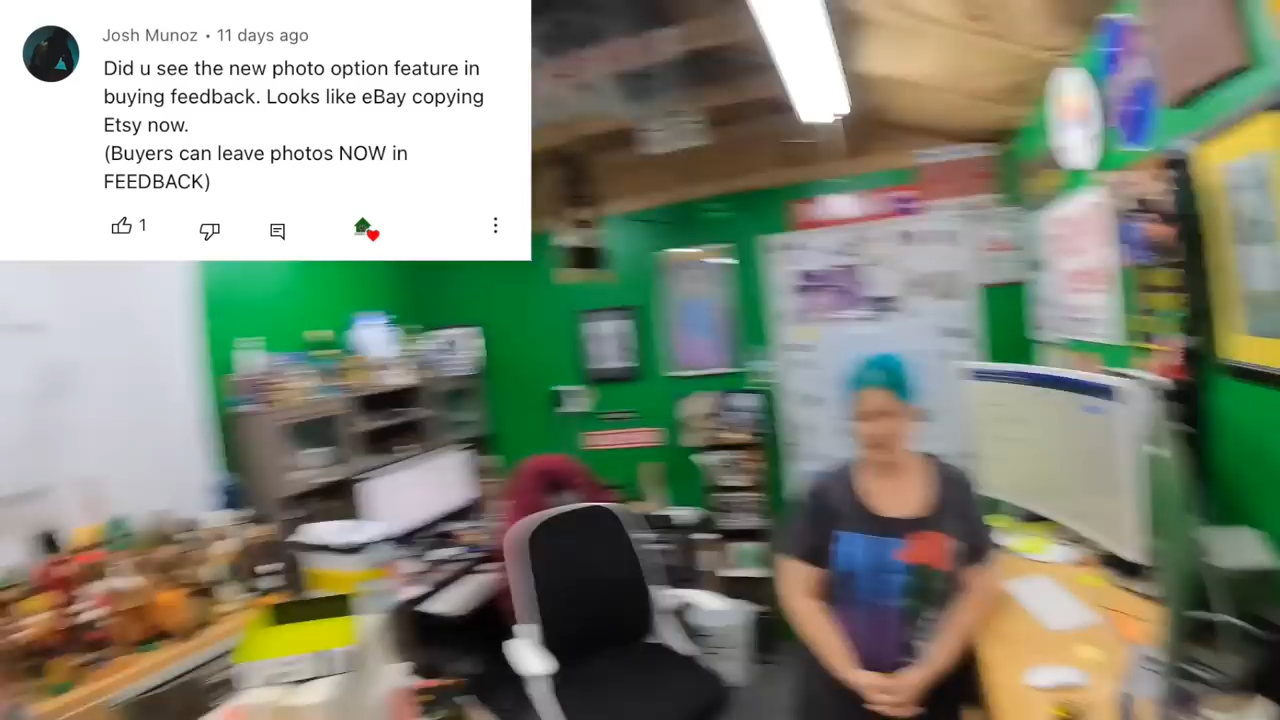 Josh Munoz • 11 days ago
Did u see the new photo option feature in
buying feedback. Looks like eBay copying
Etsy now.
(Buyers can leave photos NOW in
FEEDBACK)
1